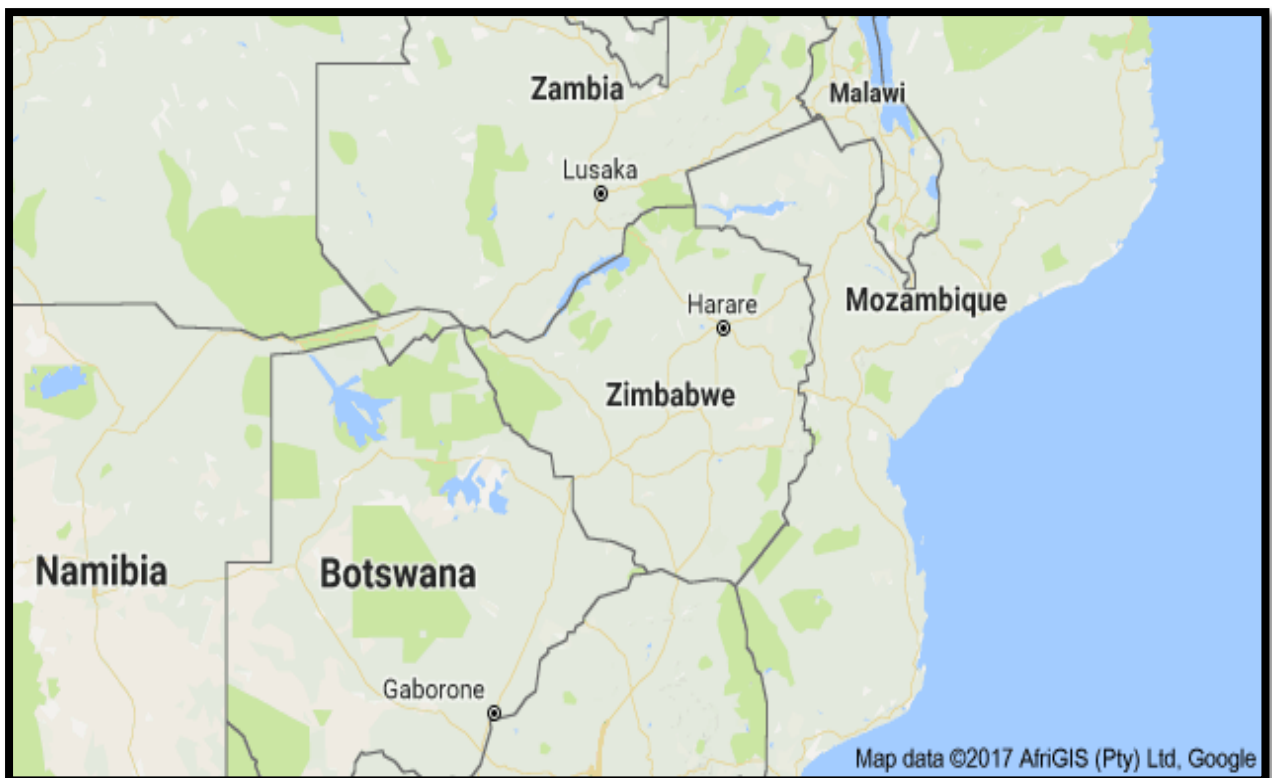 Zambia
Malawi
Lusaka
Mozambique
Harare
Zimbabwe
Namibia
Botswana
Gaborone
Map data ©2017 AfriGIS (Pty) Ltd, Google